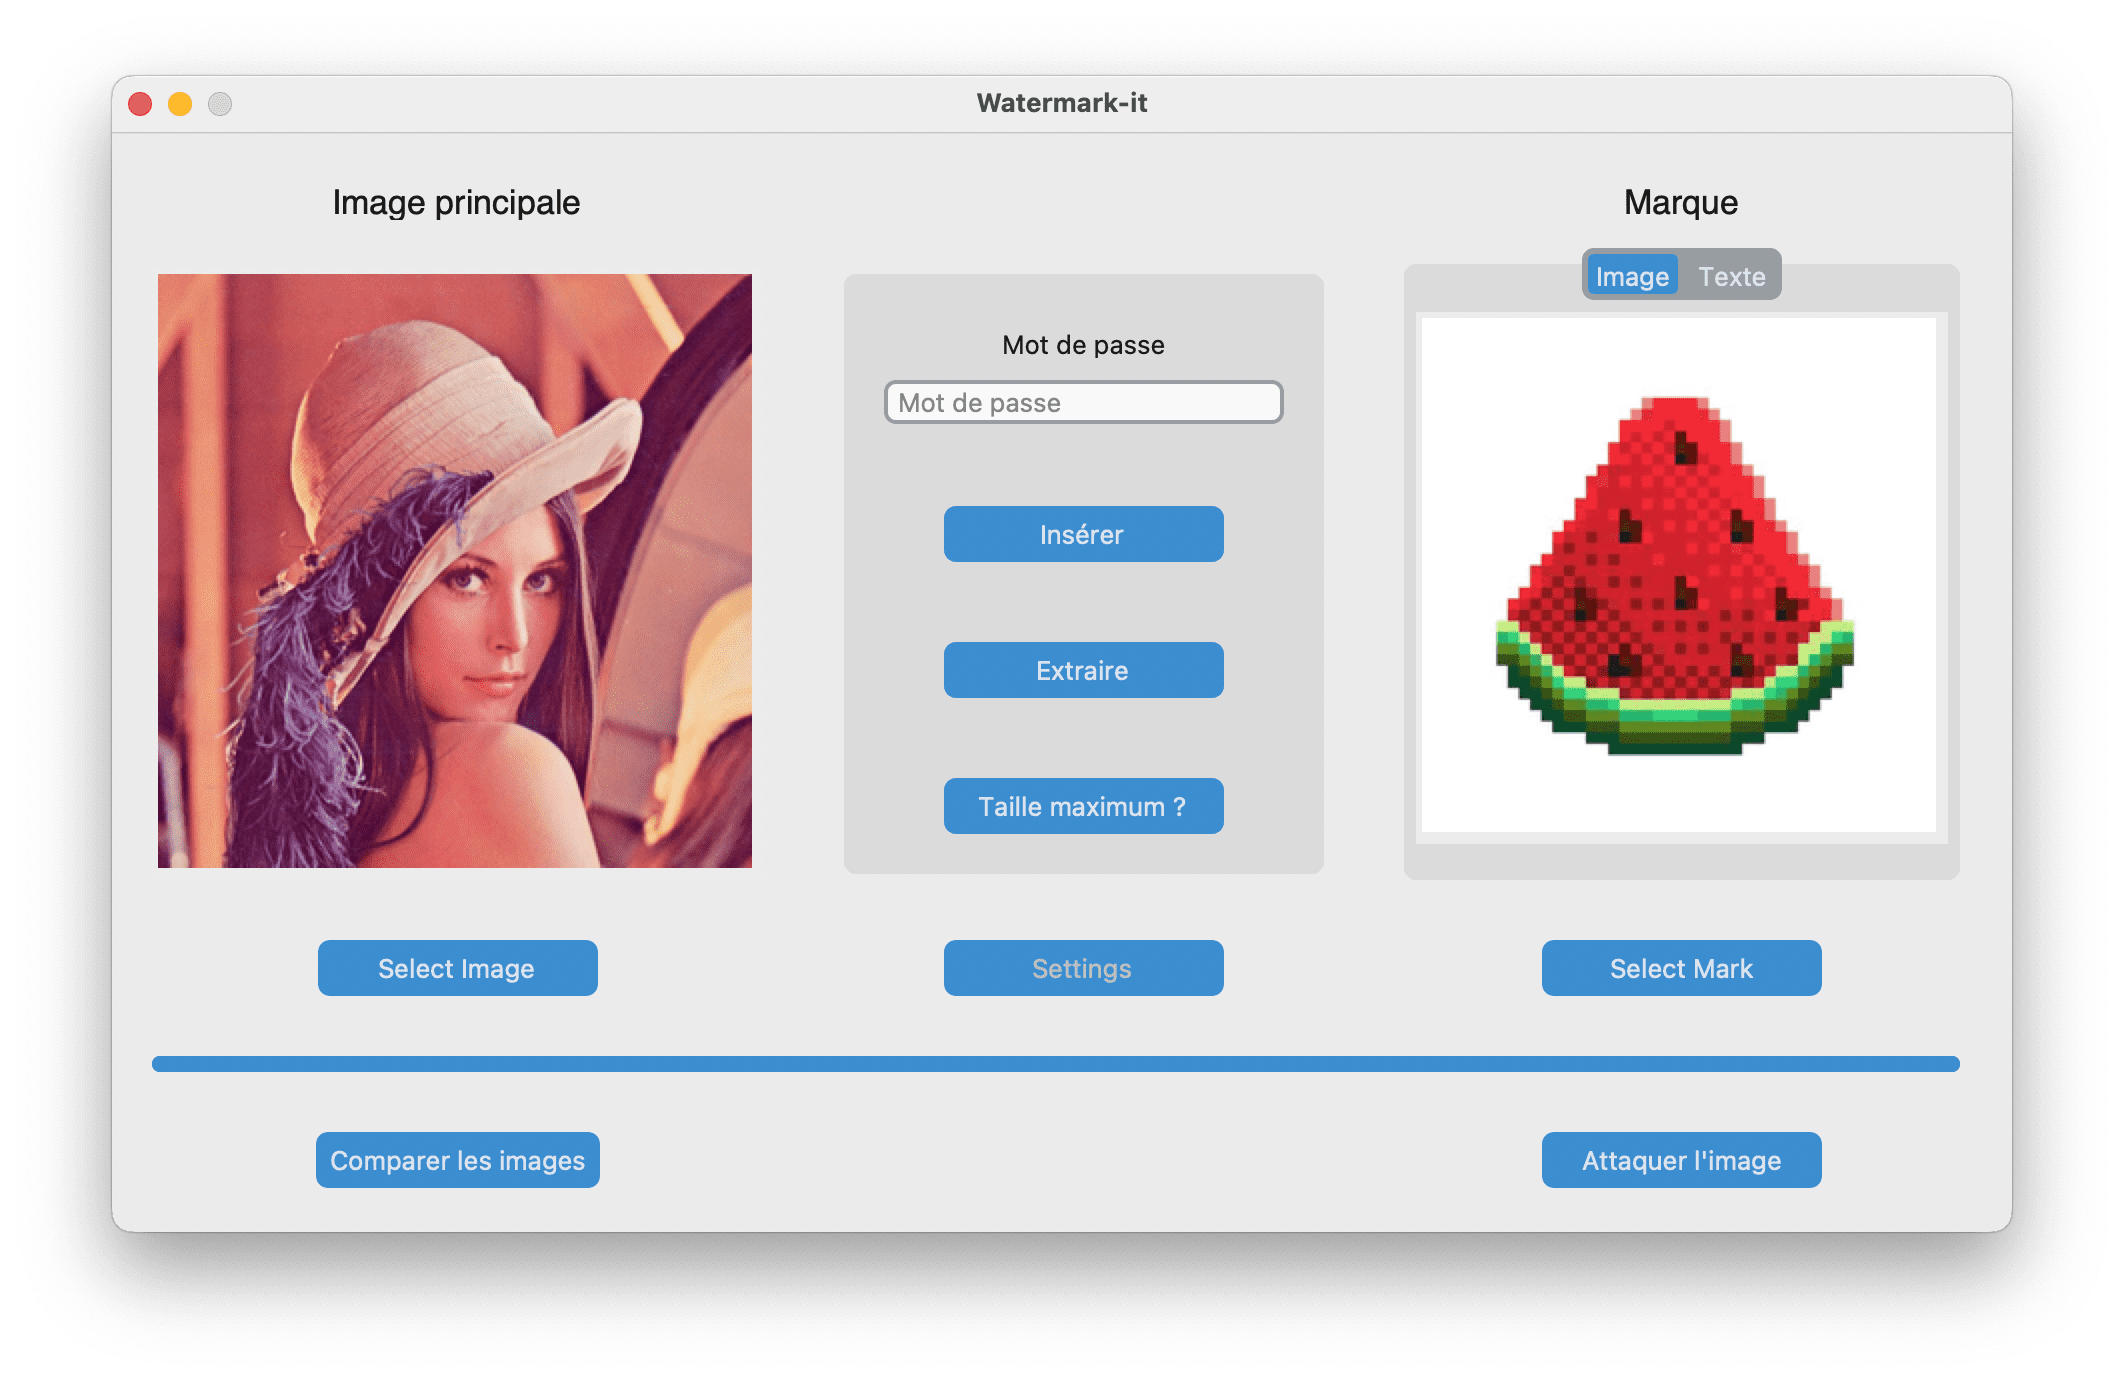 Watermark-it
Image principale
Marque
Image Texte
Mot de passe
Mot de passe
Insérer
Extraire
Taille maximum ?
Select Image
Settings
Select Mark
Comparer les images
Attaquer l'image